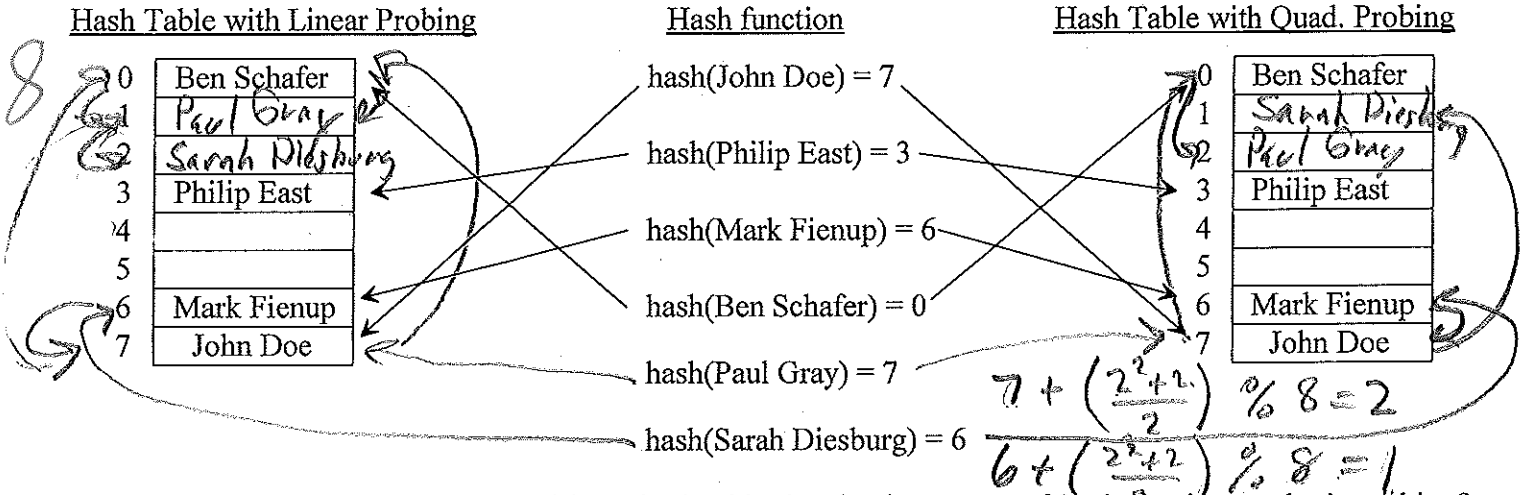 Hash Table with Linear Probing
8
0 Ben Schafer
1 Paul Gray
2 Sarah Diesburg
3 Philip East
4
5
6 Mark Fienup
7 John Doe
Hash function
hash(John Doe) = 7
hash(Philip East) = 3
hash(Mark Fienup) = 6
hash(Ben Schafer) = 0
hash(Paul Gray) = 7
hash(Sarah Diesburg) = 6
Hash Table with Quad. Probing
0 Ben Schafer
1 Sarah Diesburg
2 Paul Gray
3 Philip East
4
5
6 Mark Fienup
7 John Doe
7 + (2²+2 / 2) % 8 = 2
6 + (2²+2 / 2) % 8 = 1